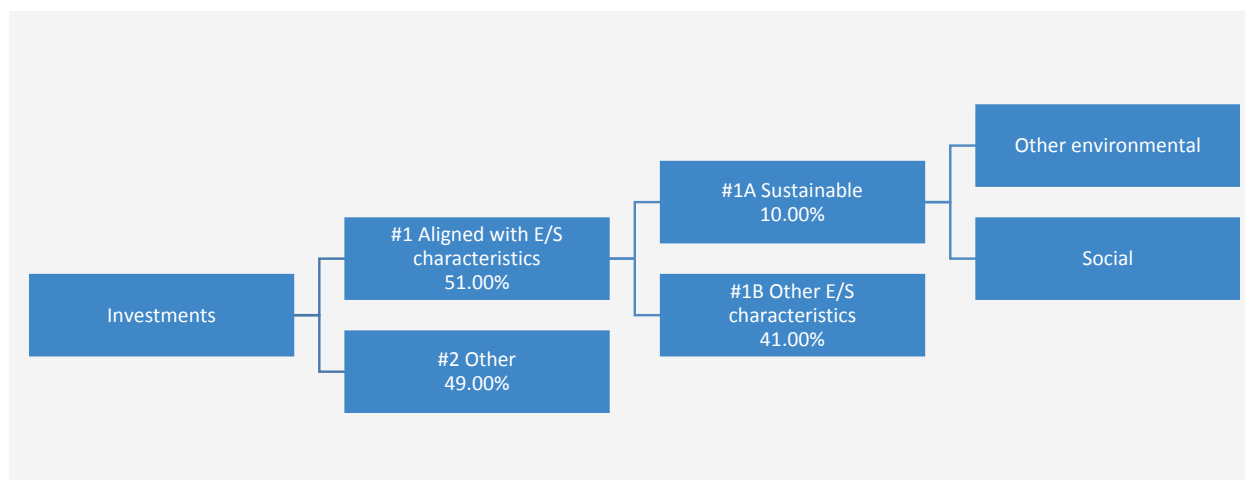 Investments
#1 Aligned with E/S
characteristics
51.00%
#2 Other
49.00%
#1A Sustainable
10.00%
#1B Other E/S
characteristics
41.00%
Other environmental
Social